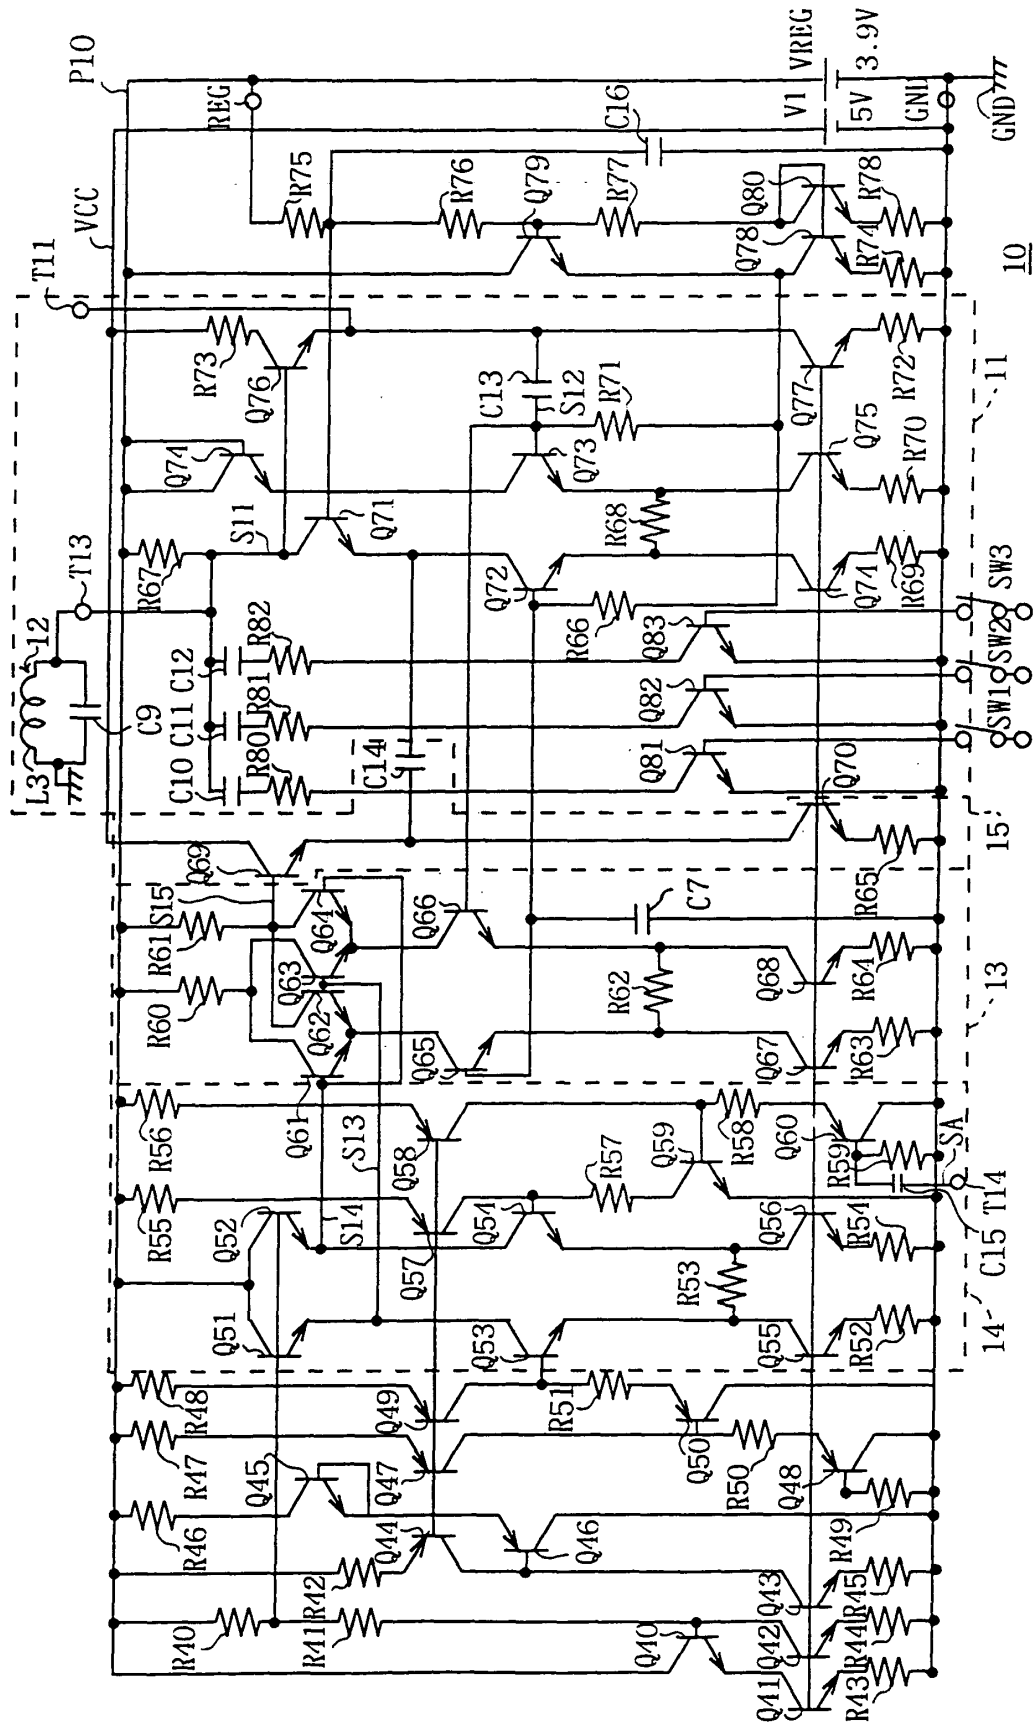 P10
VCC
REG
T11
R75
R76
Q79
R77
C16
V1
VREG
5V
3.9V
GND
GND
Q80
Q78
R74
R78
10
R73
Q76
Q74
S11
Q71
C13
S12
R71
Q73
Q77
Q75
R70
R72
11
12
T13
L3
C9
R67
C12
R82
C11
R81
C10
R80
C14
Q72
R68
R66
Q83
Q82
Q81
Q74
R69
SW3
SW2
SW1
Q70
15
Q69
S15
R61
R60
Q64
Q63
Q62
Q61
Q66
Q65
C7
R62
Q68
Q67
R65
R64
R63
13
R56
R55
Q52
Q51
S13
S14
Q58
Q57
Q54
R57
Q59
R58
Q60
R59
SA
T14
C15
Q53
R53
Q56
R54
Q55
R52
14
R48
R47
R46
Q45
Q49
Q47
Q44
R51
Q50
R50
Q48
R49
Q46
R42
R40
R41
Q40
Q43
Q42
Q41
R45
R44
R43